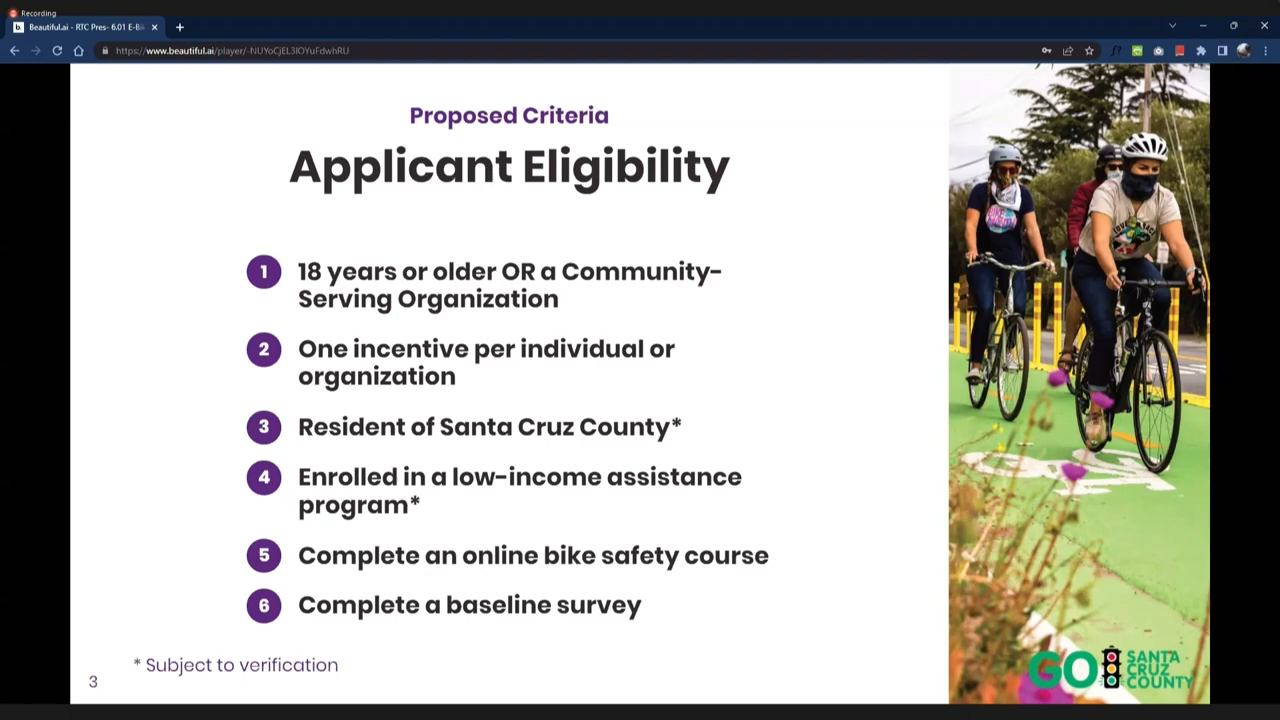 Recording
Beautiful.ai - RTC Pres- 6.01 E-Bi
https://www.beautiful.ai/player/-NUYoCjEL3lOYuFdwhRU
Proposed Criteria
Applicant Eligibility
1 18 years or older OR a Community-
Serving Organization
2 One incentive per individual or
organization
3 Resident of Santa Cruz County*
4 Enrolled in a low-income assistance
program*
5 Complete an online bike safety course
6 Complete a baseline survey
* Subject to verification
3
GO SANTA
CRUZ
COUNTY